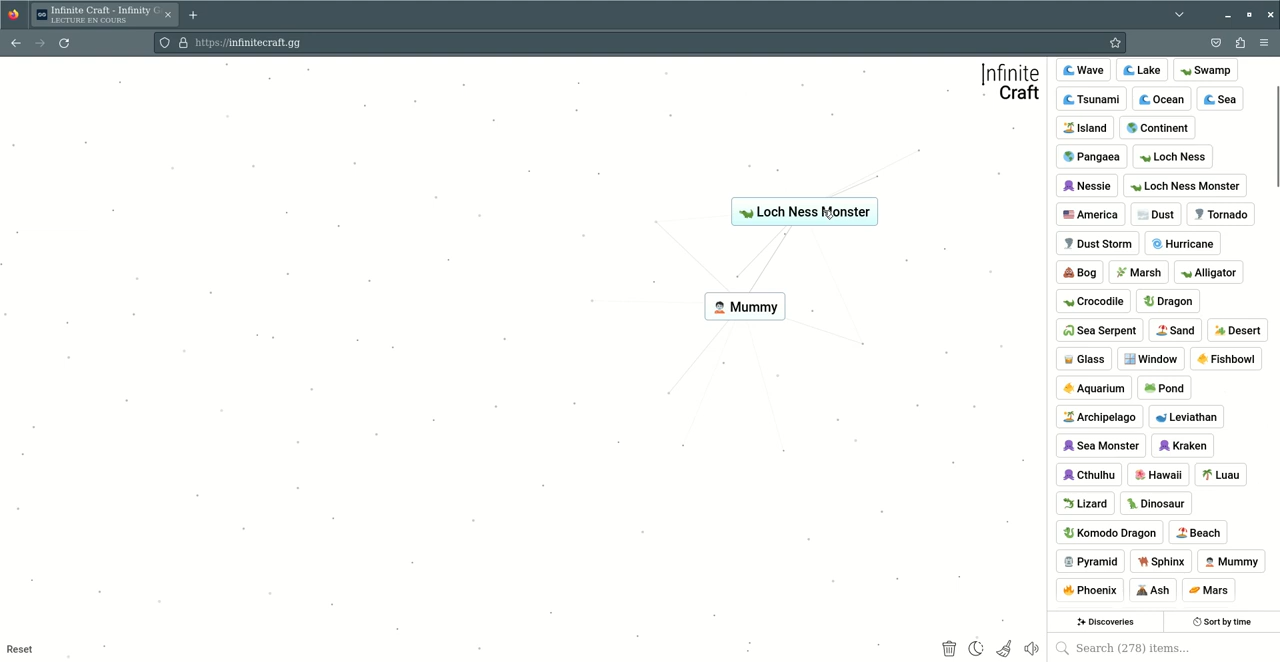 Infinite Craft - Infinity C
LECTURE EN COURS
https://infinitecraft.gg
Infinite
Craft
Wave Lake Swamp
Tsunami Ocean Sea
Island Continent
Pangaea Loch Ness
Nessie Loch Ness Monster
America Dust Tornado
Dust Storm Hurricane
Bog Marsh Alligator
Crocodile Dragon
Sea Serpent Sand Desert
Glass Window Fishbowl
Aquarium Pond
Archipelago Leviathan
Sea Monster Kraken
Cthulhu Hawaii Luau
Lizard Dinosaur
Komodo Dragon Beach
Pyramid Sphinx Mummy
Phoenix Ash Mars
Loch Ness Monster
Mummy
Reset
Discoveries Sort by time
Search (278) items...